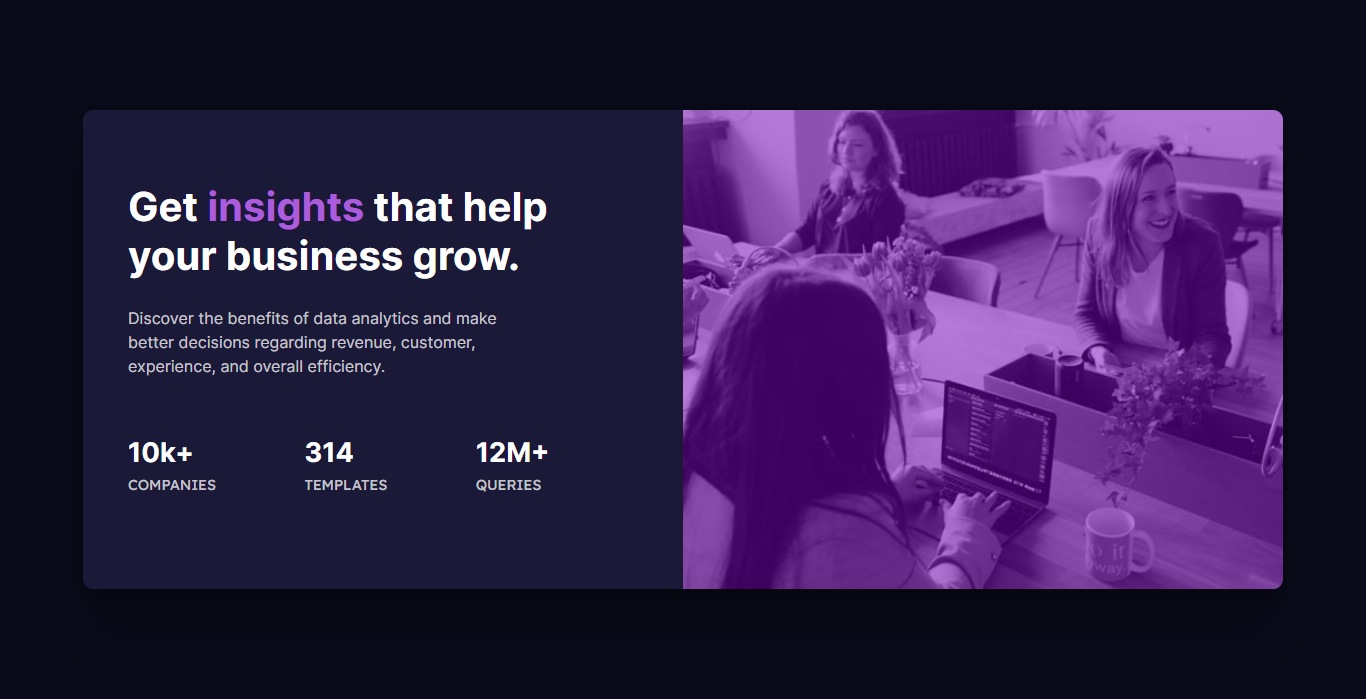 Get insights that help
your business grow.
Discover the benefits of data analytics and make
better decisions regarding revenue, customer,
experience, and overall efficiency.
10k+ 314 12M+
COMPANIES TEMPLATES QUERIES